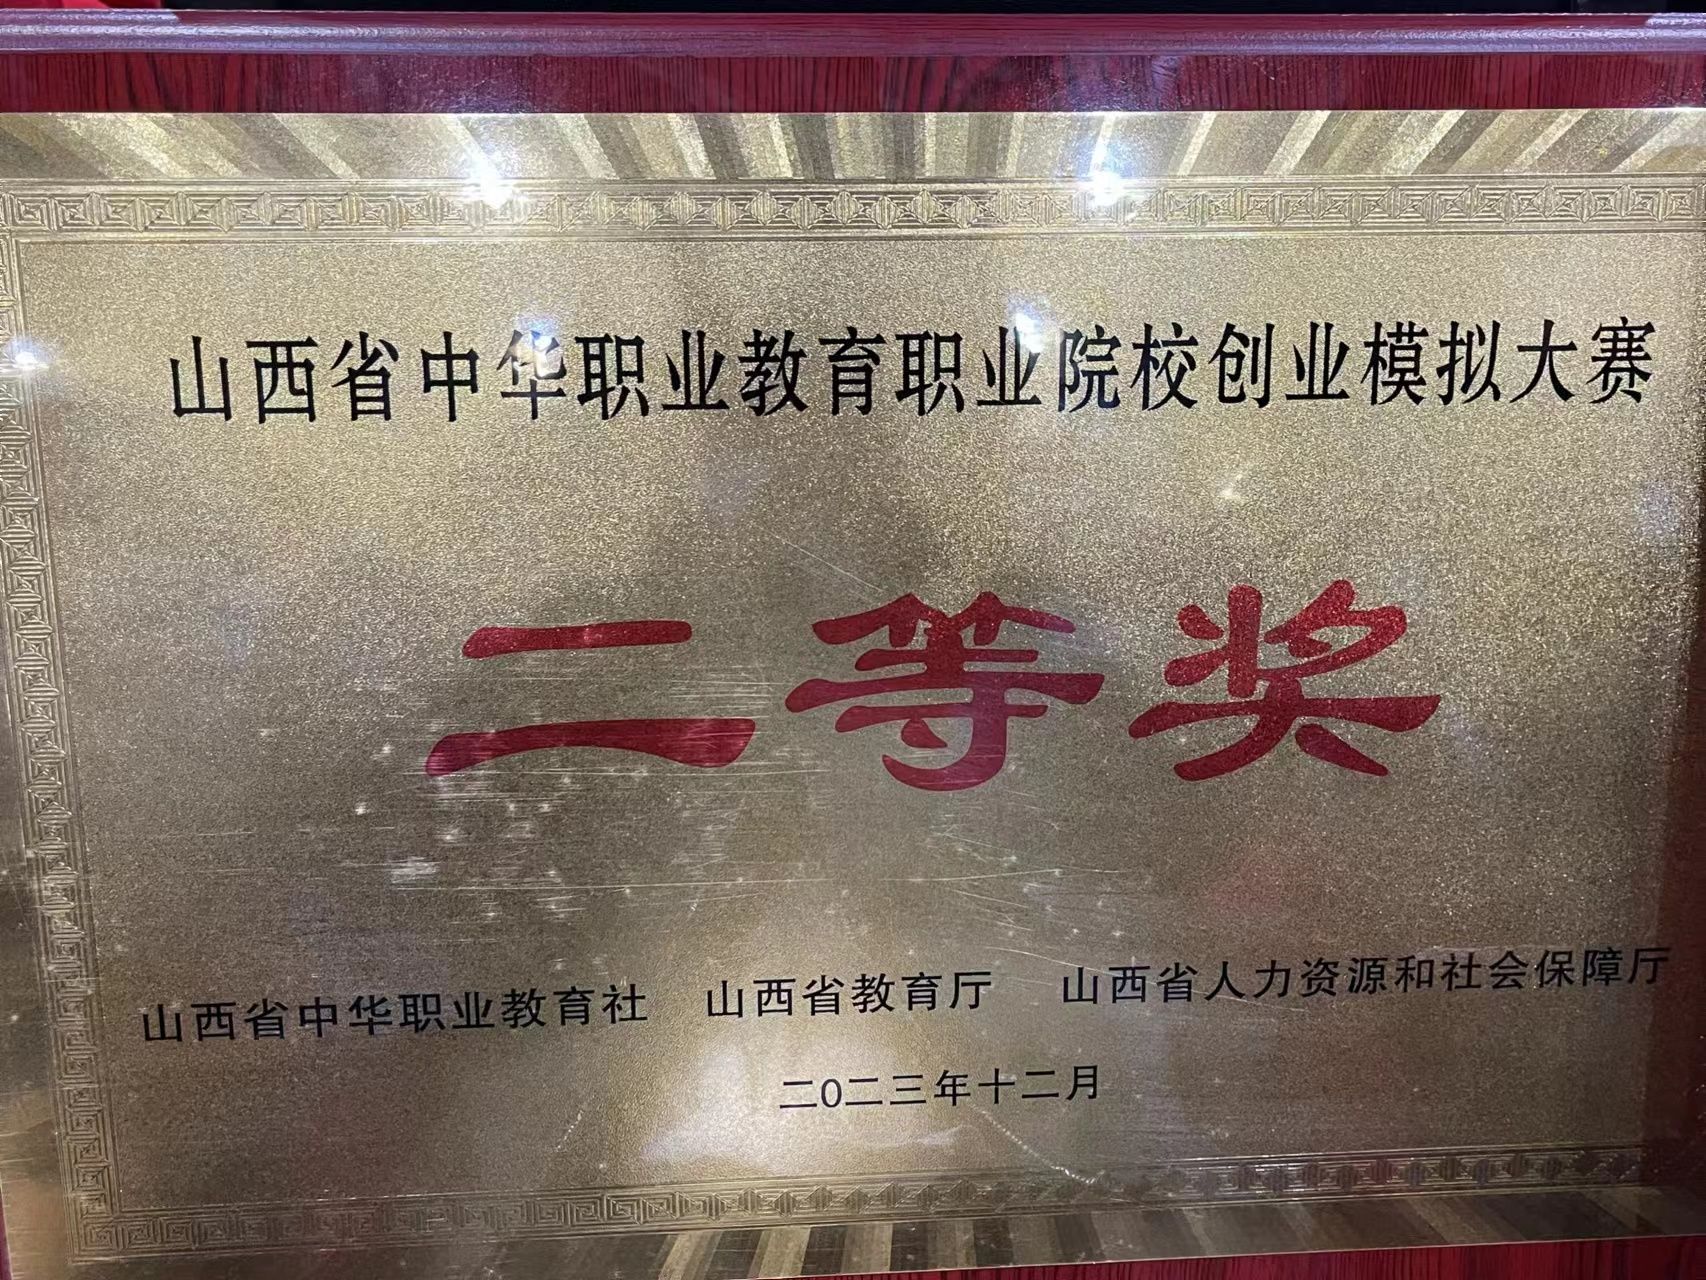 山西省中华职业教育职业院校创业模拟大赛
二等奖
山西省中华职业教育社 山西省教育厅 山西省人力资源和社会保障厅
二0二三年十二月